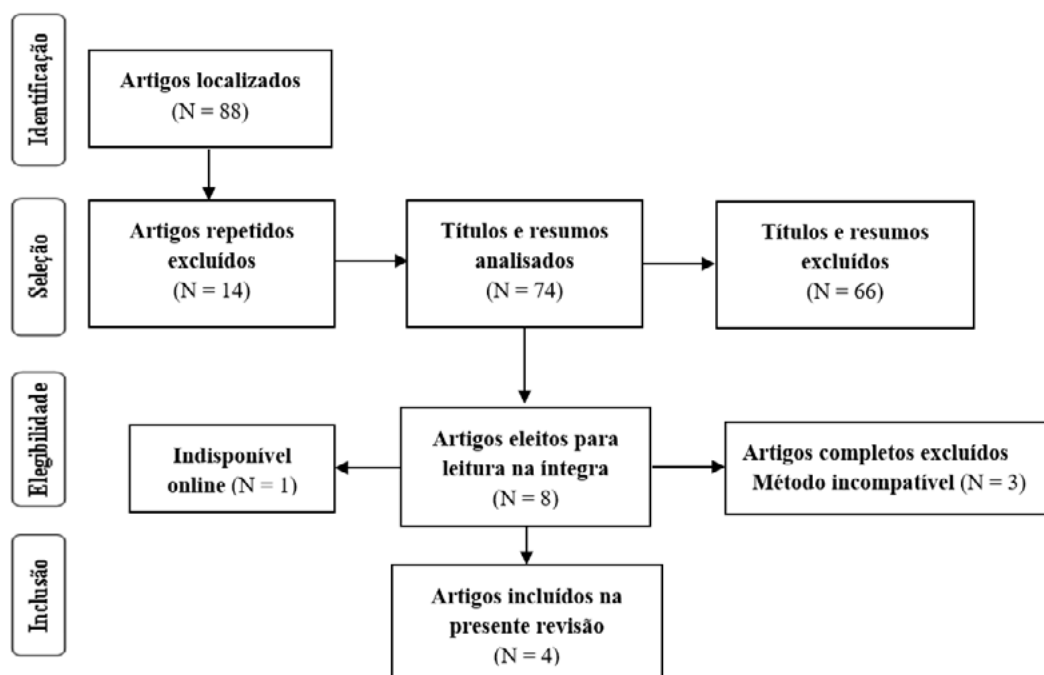 Identificação
Artigos localizados
(N = 88)
Seleção
Artigos repetidos
excluídos
(N = 14)
Títulos e resumos
analisados
(N = 74)
Títulos e resumos
excluídos
(N = 66)
Elegibilidade
Indisponível
online (N = 1)
Artigos eleitos para
leitura na íntegra
(N = 8)
Artigos completos excluídos
Método incompatível (N = 3)
Inclusão
Artigos incluídos na
presente revisão
(N = 4)